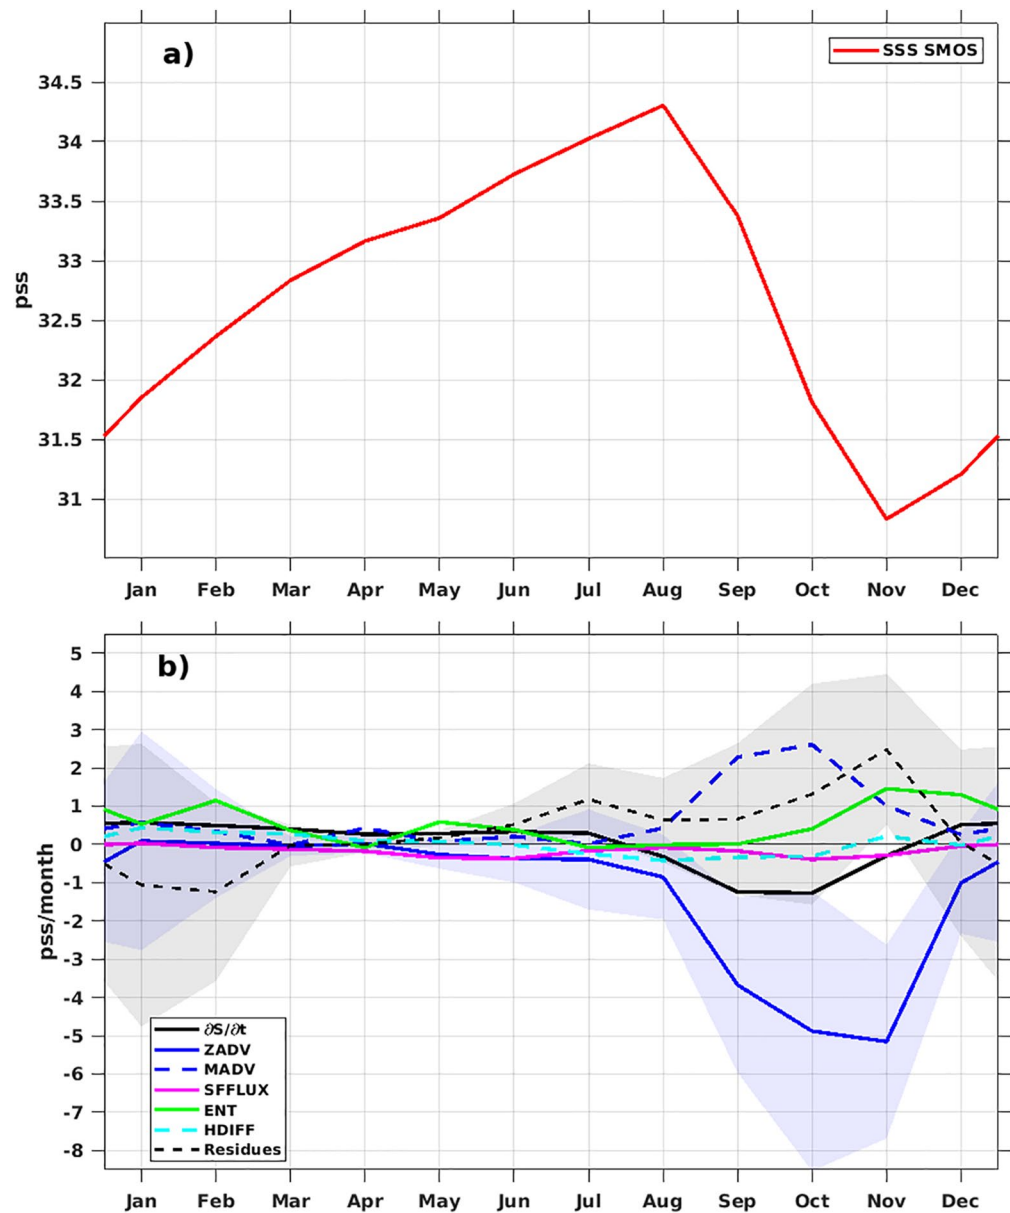 a)
SSS SMOS
34.5
34
33.5
33
32.5
32
31.5
31
pss
Jan Feb Mar Apr May Jun Jul Aug Sep Oct Nov Dec
b)
5
4
3
2
1
0
-1
-2
-3
-4
-5
-6
-7
-8
pss/month
∂S/∂t
ZADV
MADV
SFFLUX
ENT
HDIFF
Residues
Jan Feb Mar Apr May Jun Jul Aug Sep Oct Nov Dec